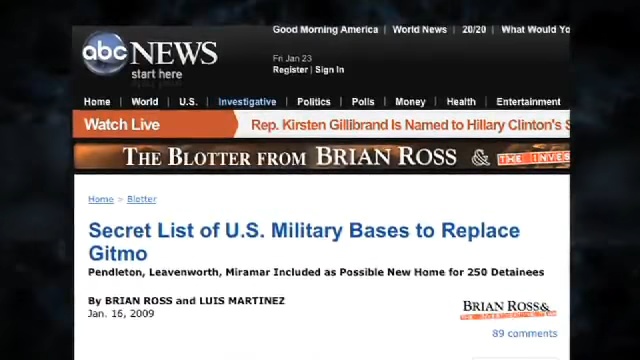 Good Morning America | World News | 20/20 | What Would Yo
abc NEWS
start here
Fri Jan 23
Register | Sign In
Home | World | U.S. | Investigative | Politics | Polls | Money | Health | Entertainment
Watch Live
Rep. Kirsten Gillibrand Is Named to Hillary Clinton's S
THE BLOTTER FROM BRIAN ROSS & THE INVES
Home > Blotter
Secret List of U.S. Military Bases to Replace
Gitmo
Pendleton, Leavenworth, Miramar Included as Possible New Home for 250 Detainees
By BRIAN ROSS and LUIS MARTINEZ
Jan. 16, 2009
BRIAN ROSS&
89 comments